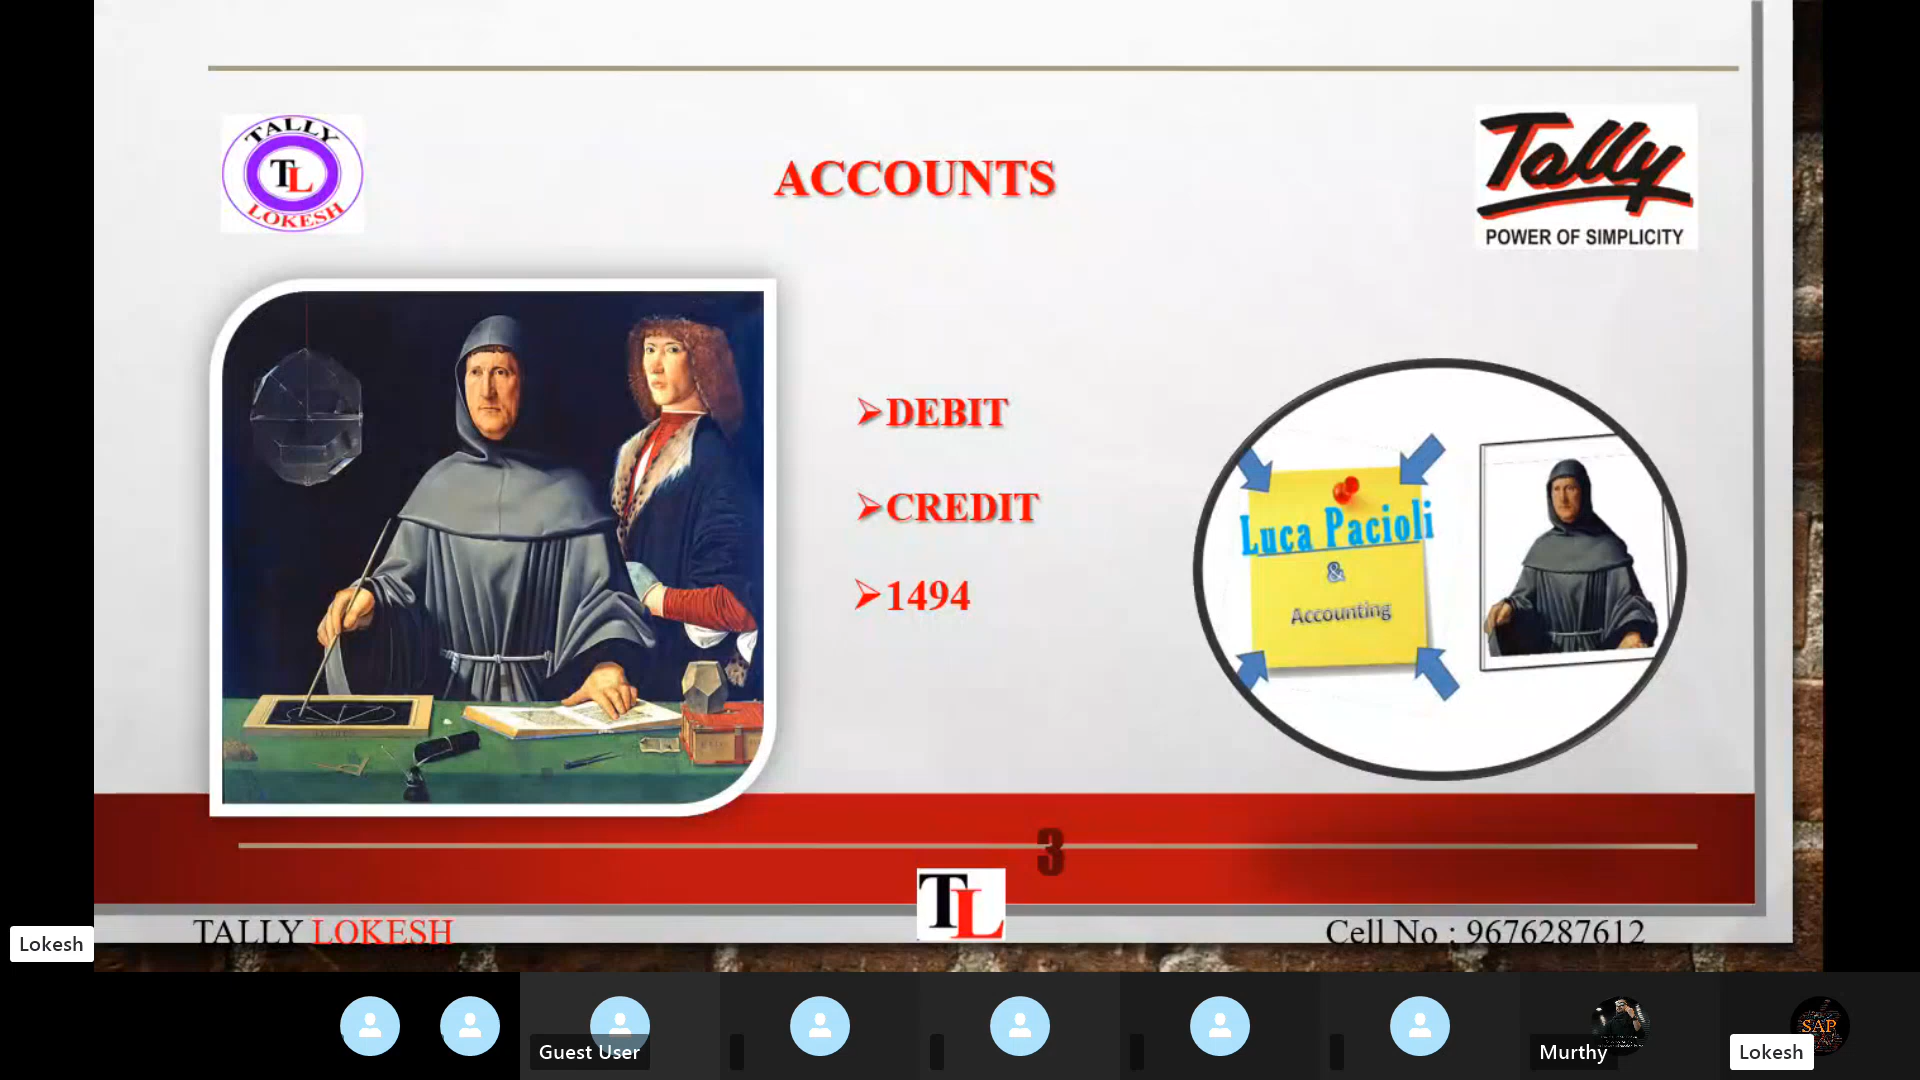 TALLY
TL
LOKESH
ACCOUNTS
Tally
POWER OF SIMPLICITY
➢DEBIT
➢CREDIT
➢1494
Luca Pacioli
&
Accounting
3
TL
TALLY LOKESH
Cell No : 9676287612
Lokesh
Guest User
Murthy
SAP
Lokesh